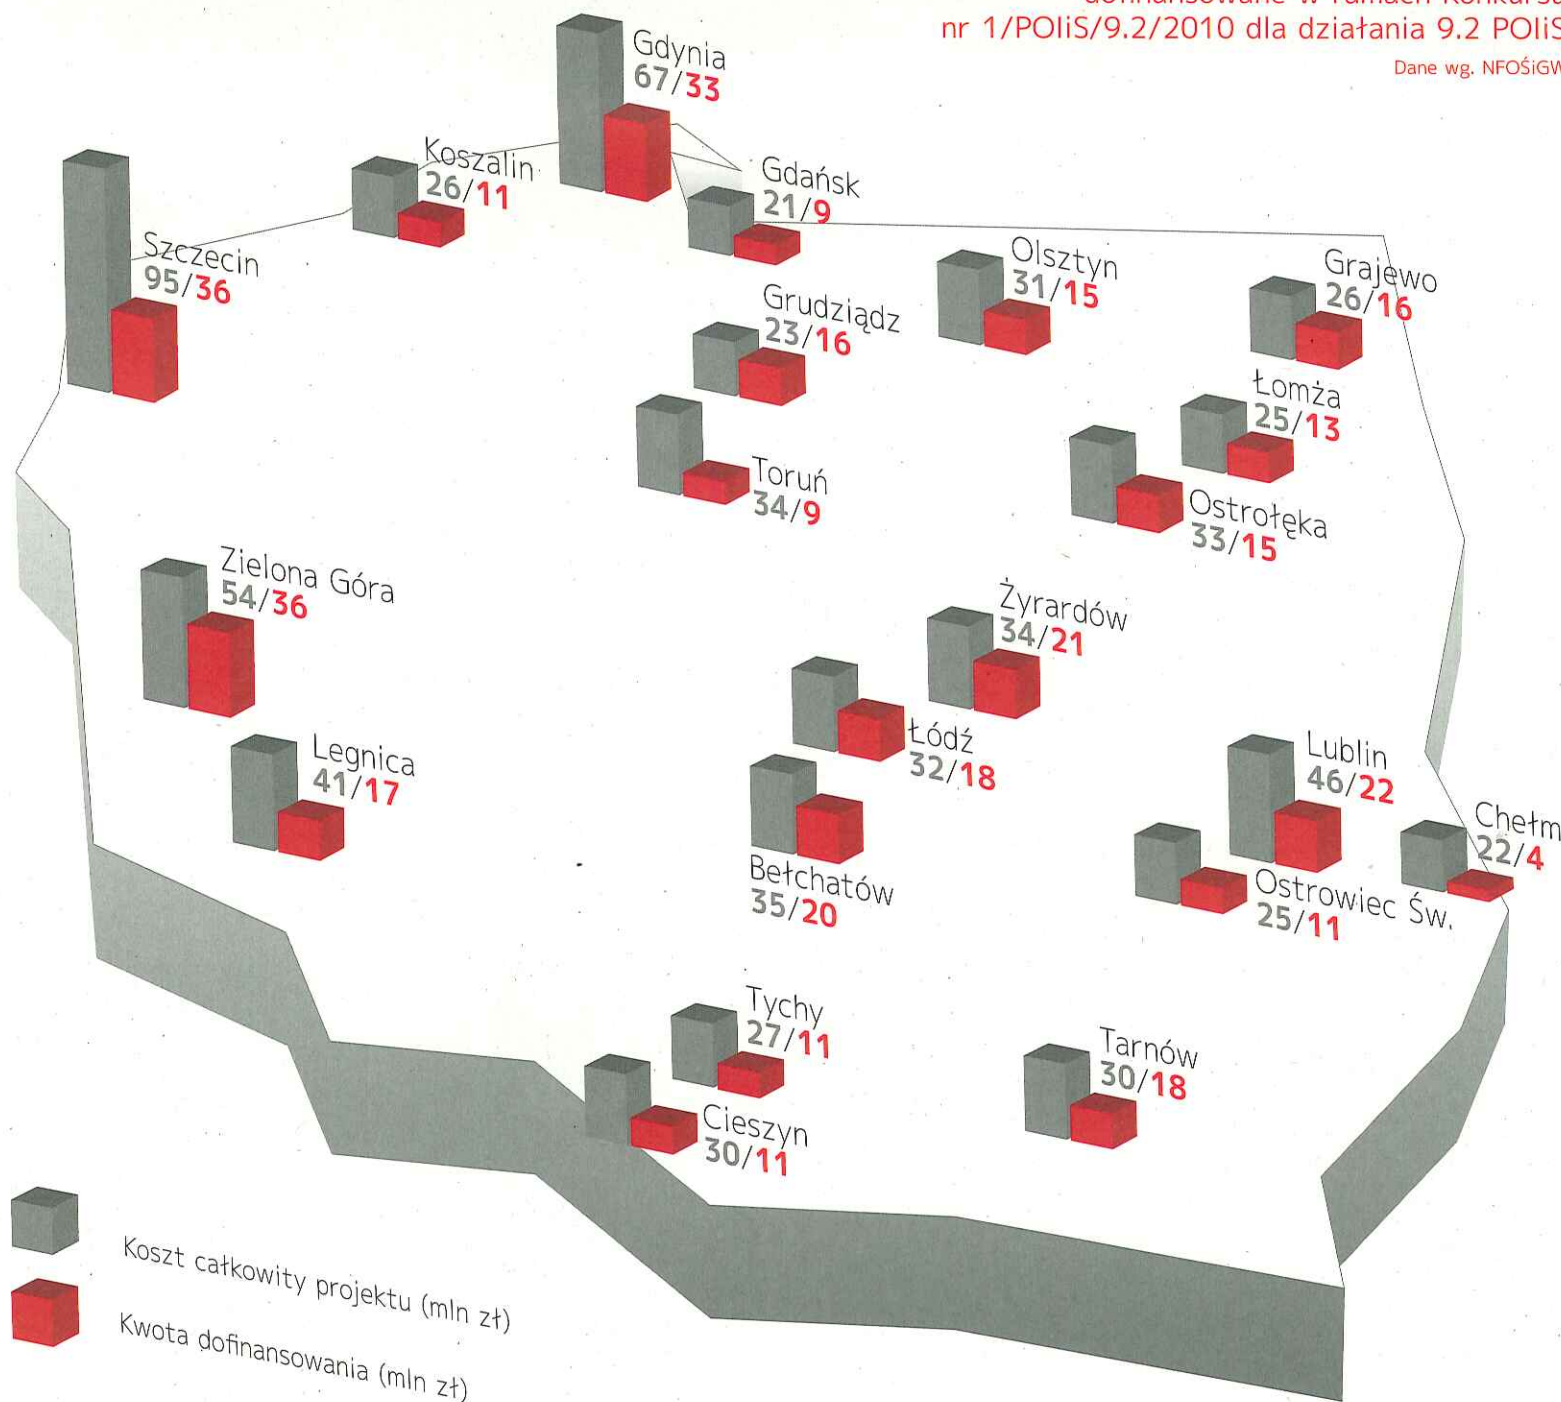 dofinansowane w ramach Konkursu
nr 1/POIiS/9.2/2010 dla działania 9.2 POIiŚ
Dane wg. NFOŚiGW
Gdynia
67/33
Koszalin
26/11
Gdańsk
21/9
Szczecin
95/36
Olsztyn
31/15
Grajewo
26/16
Grudziądz
23/16
Łomża
25/13
Toruń
34/9
Ostrołęka
33/15
Zielona Góra
54/36
Żyrardów
34/21
Łódź
32/18
Legnica
41/17
Lublin
46/22
Chełm
22/4
Bełchatów
35/20
Ostrowiec Św.
25/11
Tychy
27/11
Tarnów
30/18
Cieszyn
30/11
Koszt całkowity projektu (mln zł)
Kwota dofinansowania (mln zł)